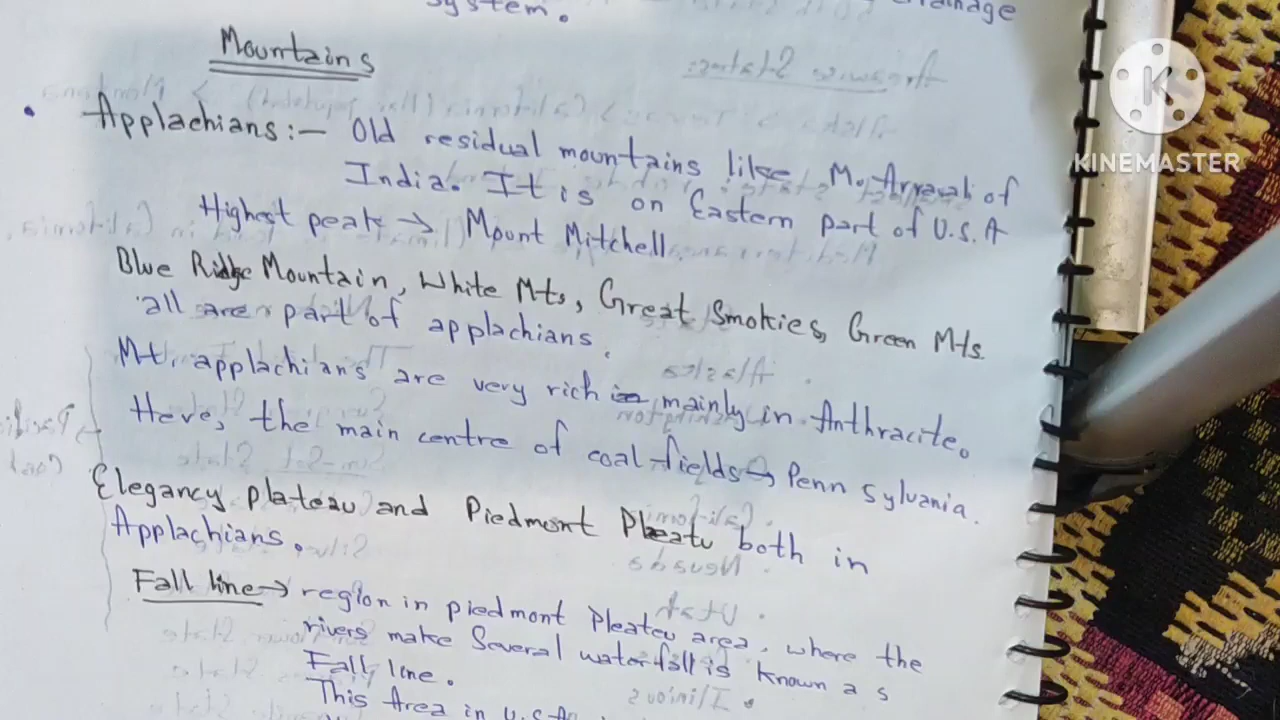 system.
drainage
Mountains
• Applachians:— Old residual mountains like Mt. Aravali of
India. It is on Eastern part of U.S.A
Highest peak → Mount Mitchell
Blue Ridge Mountain, White Mts, Great Smokies, Green Mts.
all are part of applachians.
Mt. applachians are very rich mainly in Anthracite.
Here, the main centre of coal fields → Pennsylvania.
Elegancy plateau and Piedmont Pleatu both in
Applachians.
Fall line → region in piedmont Pleateu area, where the
rivers make Several waterfall is known as
Fall line.
This Area in U.S.A
KINEMASTER